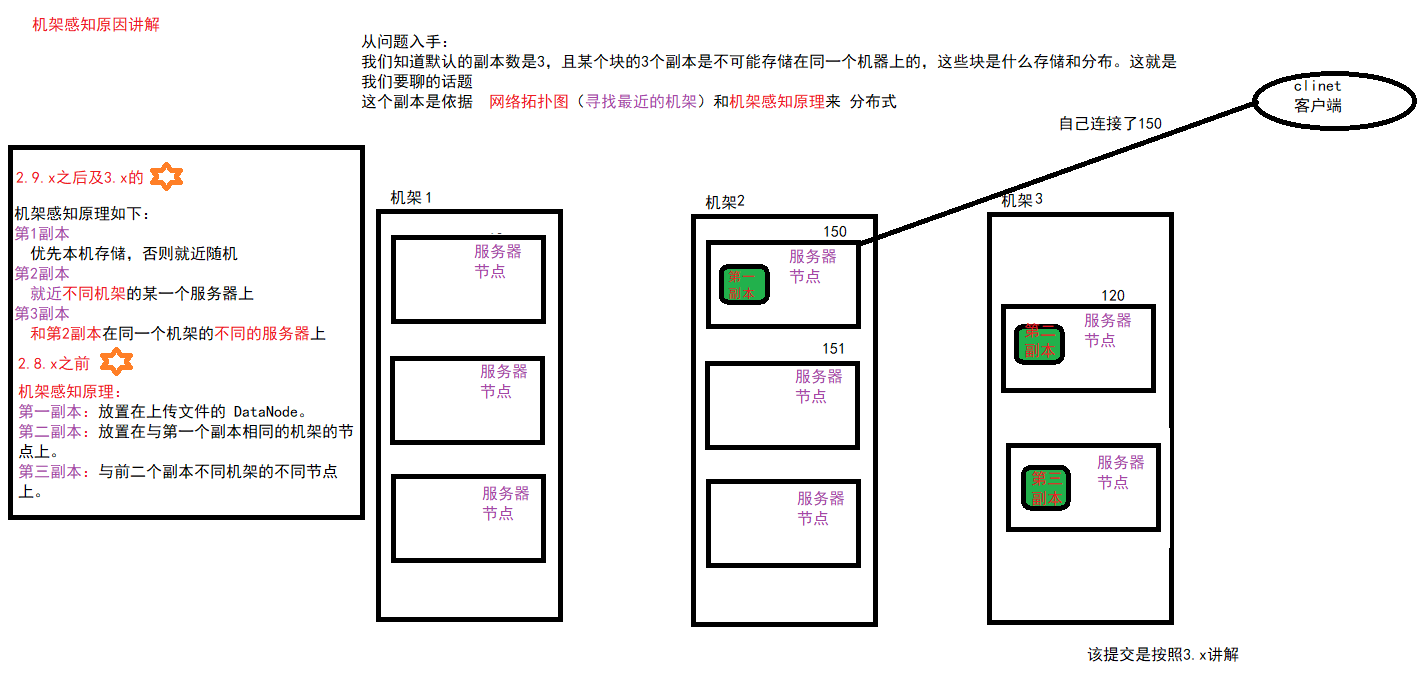 机架感知原因讲解
从问题入手：
我们知道默认的副本数是3，且某个块的3个副本是不可能存储在同一个机器上的，这些块是什么存储和分布。这就是
我们要聊的话题
这个副本是依据 网络拓扑图（寻找最近的机架）和机架感知原理来 分布式
clinet
客户端
自己连接了150
2.9.x之后及3.x的
机架感知原理如下：
第1副本
优先本机存储，否则就近随机
第2副本
就近不同机架的某一个服务器上
第3副本
和第2副本在同一个机架的不同的服务器上
2.8.x之前
机架感知原理：
第一副本：放置在上传文件的 DataNode。
第二副本：放置在与第一个副本相同的机架的节
点上。
第三副本：与前二个副本不同机架的不同节点
上。
机架1
服务器
节点
服务器
节点
服务器
节点
机架2
150
服务器
节点
第一
副本
151
服务器
节点
服务器
节点
机架3
120
服务器
节点
第二
副本
服务器
节点
第三
副本
该提交是按照3.x讲解